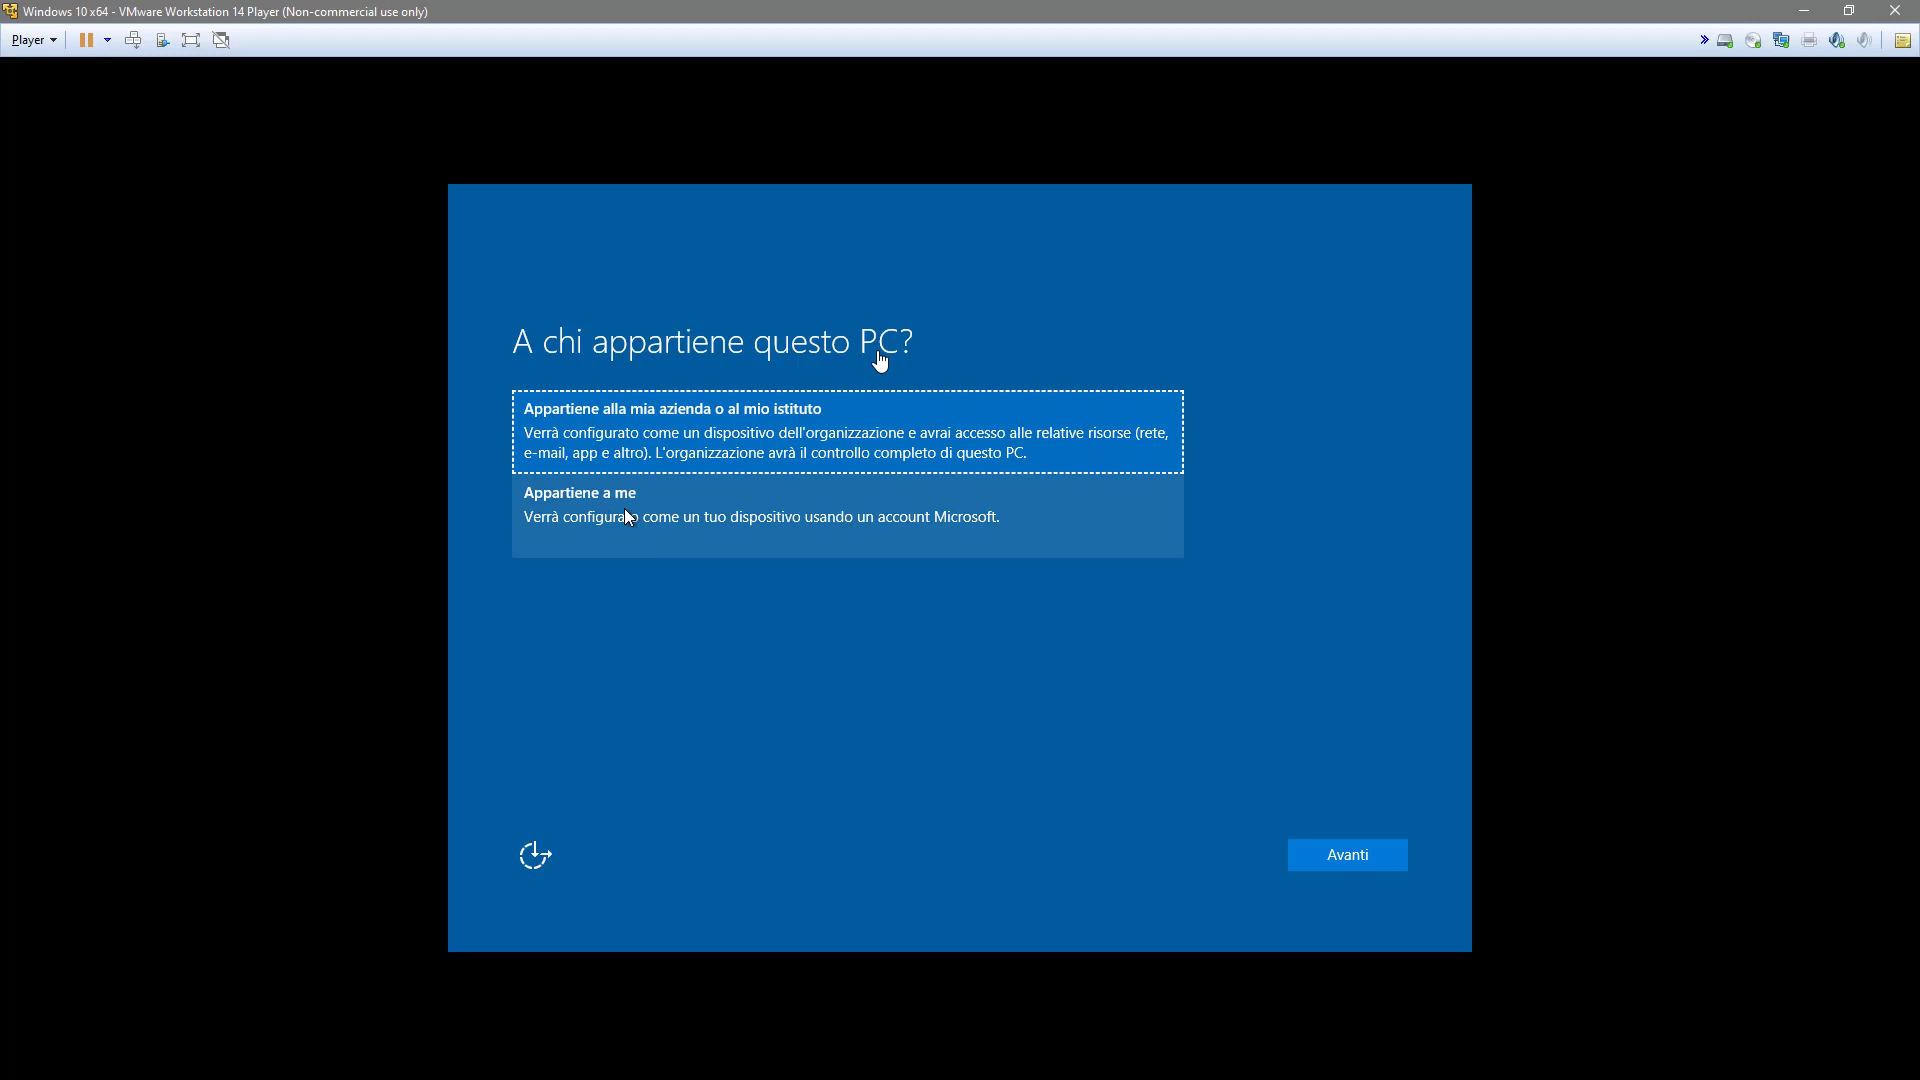 Windows 10 x64 - VMware Workstation 14 Player (Non-commercial use only)
Player
A chi appartiene questo PC?
Appartiene alla mia azienda o al mio istituto
Verrà configurato come un dispositivo dell'organizzazione e avrai accesso alle relative risorse (rete,
e-mail, app e altro). L'organizzazione avrà il controllo completo di questo PC.
Appartiene a me
Verrà configurato come un tuo dispositivo usando un account Microsoft.
Avanti